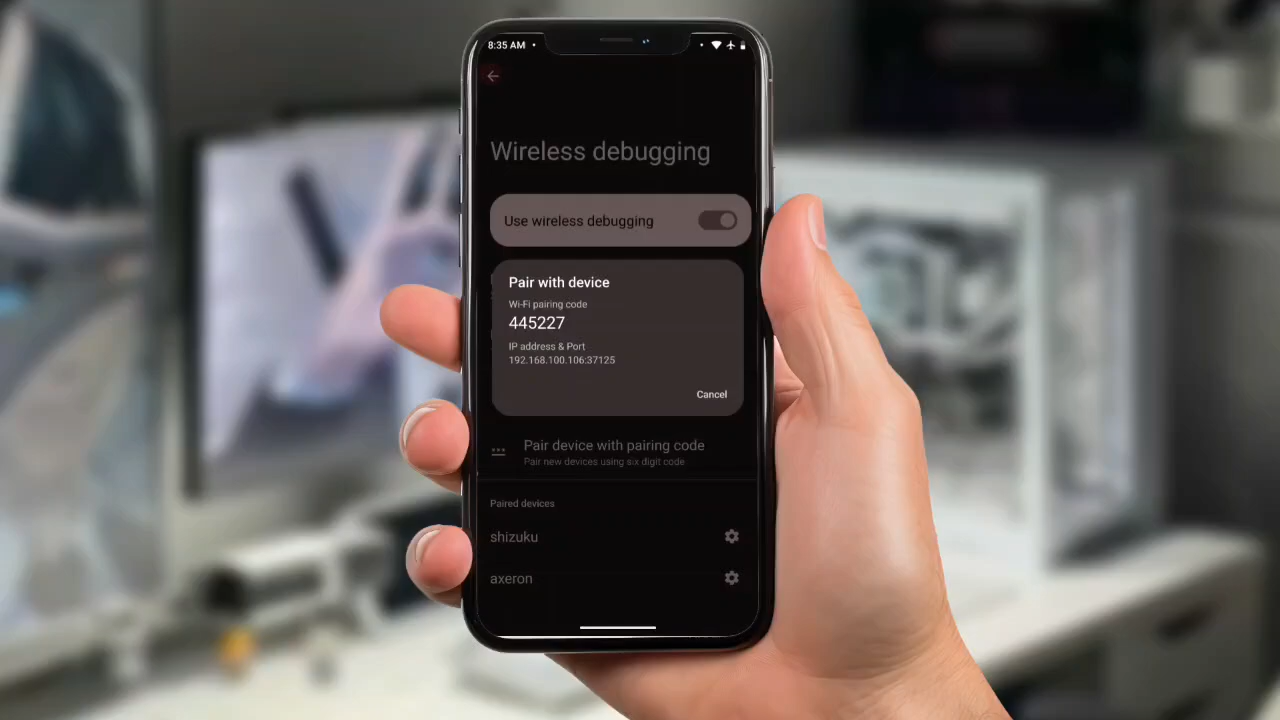 8:35 AM
Wireless debugging
Use wireless debugging
Pair with device
Wi-Fi pairing code
445227
IP address & Port
192.168.100.106:37125
Cancel
Pair device with pairing code
Pair new devices using six digit code
Paired devices
shizuku
axeron